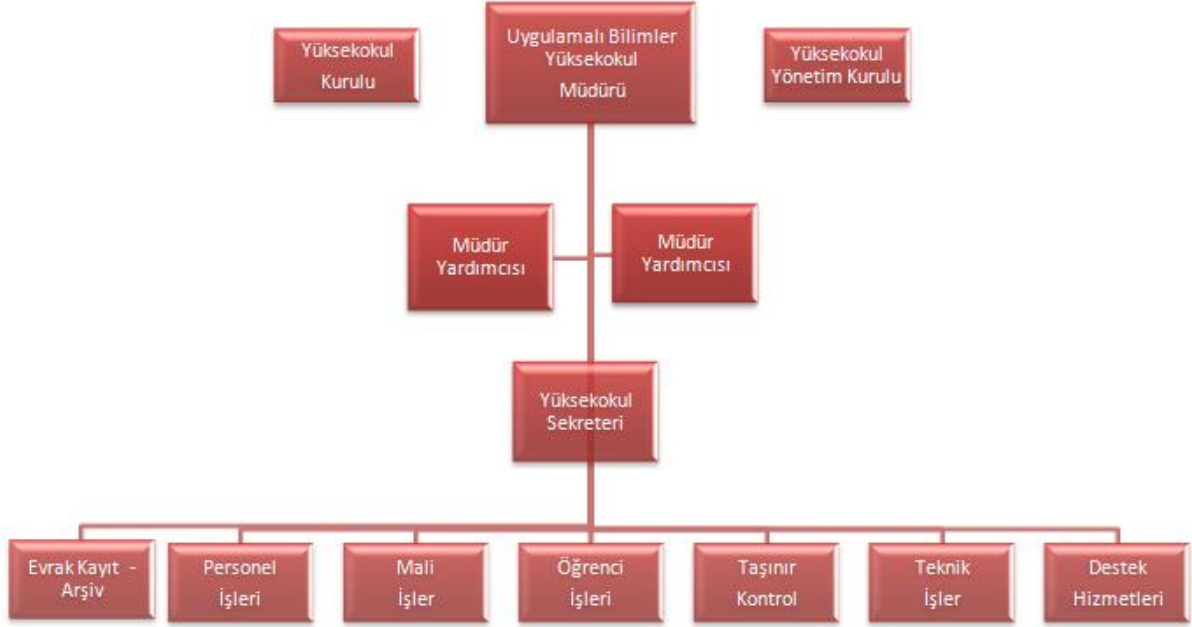 Yüksekokul
Kurulu
Uygulamalı Bilimler
Yüksekokul
Müdürü
Yüksekokul
Yönetim Kurulu
Müdür
Yardımcısı
Müdür
Yardımcısı
Yüksekokul
Sekreteri
Evrak Kayıt -
Arşiv
Personel
İşleri
Mali
İşler
Öğrenci
İşleri
Taşınır
Kontrol
Teknik
İşler
Destek
Hizmetleri